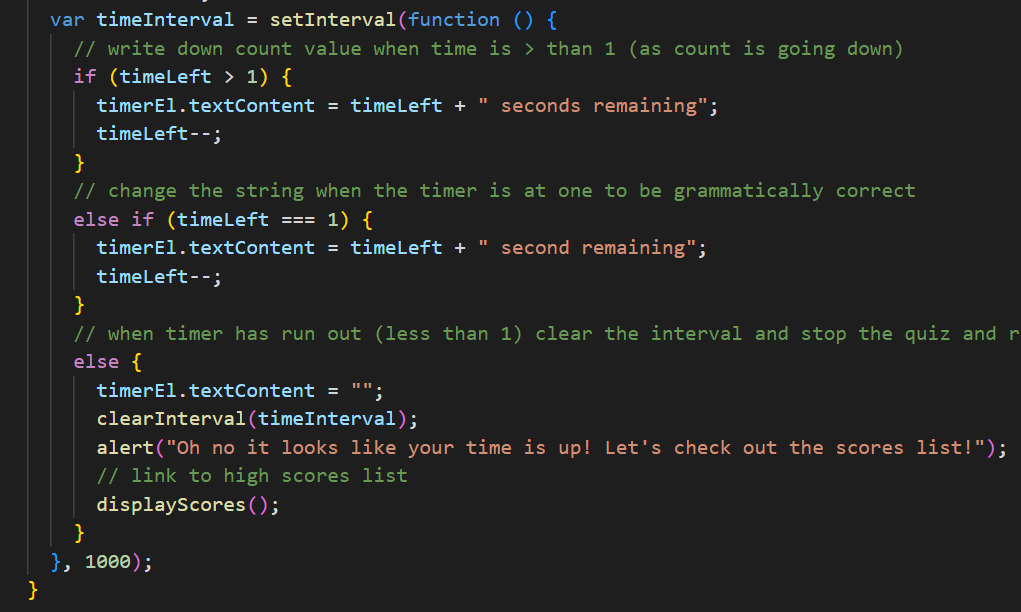 var timeInterval = setInterval(function () {
// write down count value when time is > than 1 (as count is going down)
if (timeLeft > 1) {
timerEl.textContent = timeLeft + " seconds remaining";
timeLeft--;
}
// change the string when the timer is at one to be grammatically correct
else if (timeLeft === 1) {
timerEl.textContent = timeLeft + " second remaining";
timeLeft--;
}
// when timer has run out (less than 1) clear the interval and stop the quiz and
else {
timerEl.textContent = "";
clearInterval(timeInterval);
alert("Oh no it looks like your time is up! Let's check out the scores list!");
// link to high scores list
displayScores();
}
}, 1000);
}